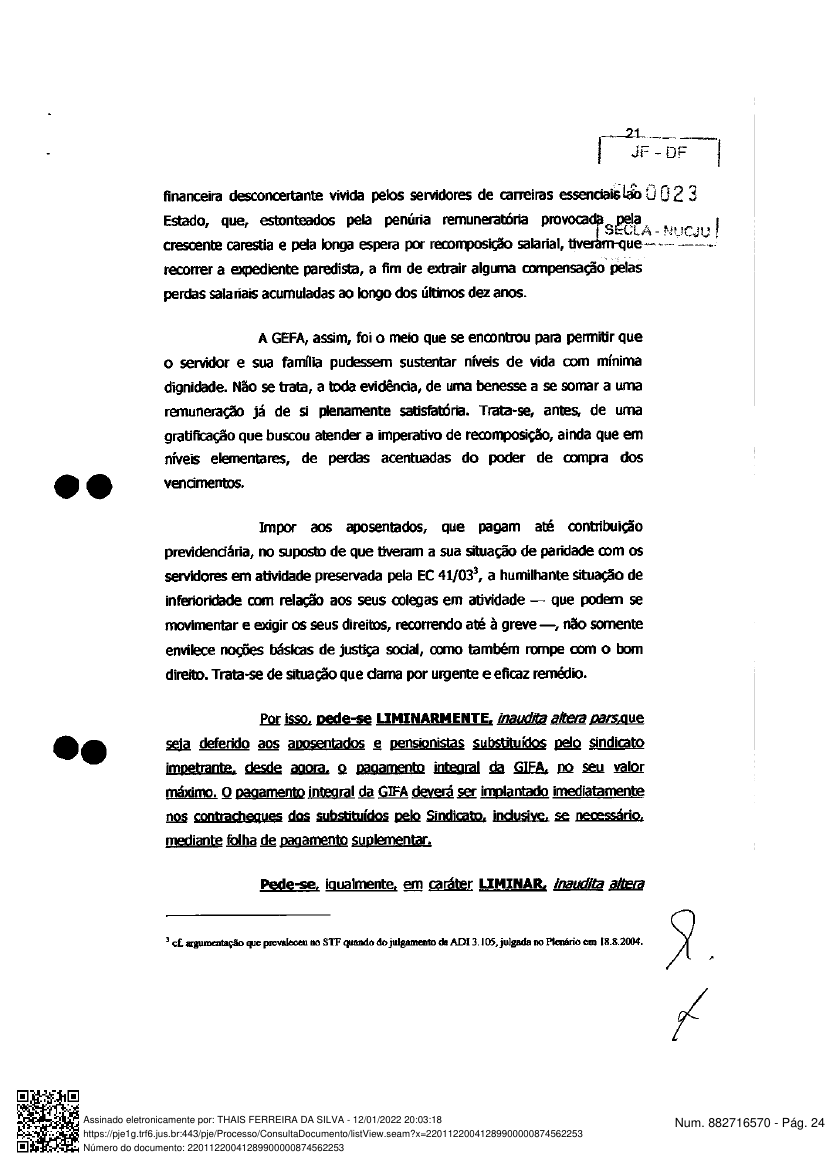 21
JF - DF
0023
SECLA - NUCJU
financeira desconcertante vivida pelos servidores de carreiras essenciais ao
Estado, que, estonteados pela penúria remuneratória provocada pela
crescente carestia e pela longa espera por recomposição salarial, tiveram que
recorrer a expediente paredista, a fim de extrair alguma compensação pelas
perdas salariais acumuladas ao longo dos últimos dez anos.
A GEFA, assim, foi o meio que se encontrou para permitir que
o servidor e sua família pudessem sustentar níveis de vida com mínima
dignidade. Não se trata, a toda evidência, de uma benesse a se somar a uma
remuneração já de si plenamente satisfatória. Trata-se, antes, de uma
gratificação que buscou atender a imperativo de recomposição, ainda que em
níveis elementares, de perdas acentuadas do poder de compra dos
vencimentos.
Impor aos aposentados, que pagam até contribuição
previdenciária, no suposto de que tiveram a sua situação de paridade com os
servidores em atividade preservada pela EC 41/03³, a humilhante situação de
inferioridade com relação aos seus colegas em atividade — que podem se
movimentar e exigir os seus direitos, recorrendo até à greve —, não somente
envilece noções básicas de justiça social, como também rompe com o bom
direito. Trata-se de situação que clama por urgente e eficaz remédio.
Por isso, pede-se LIMINARMENTE, inaudita altera pars,que
seja deferido aos aposentados e pensionistas substituídos pelo sindicato
impetrante, desde agora, o pagamento integral da GIFA, no seu valor
máximo. O pagamento integral da GIFA deverá ser implantado imediatamente
nos contracheques dos substituídos pelo Sindicato, inclusive, se necessário,
mediante folha de pagamento suplementar.
Pede-se, igualmente, em caráter LIMINAR, inaudita altera
³ cf. argumentação que prevaleceu no STF quando do julgamento da ADI 3.105, julgada no Plenário em 18.8.2004.
Assinado eletronicamente por: THAIS FERREIRA DA SILVA - 12/01/2022 20:03:18
https://pje1g.trf6.jus.br:443/pje/Processo/ConsultaDocumento/listView.seam?x=22011220041289900000874562253
Número do documento: 22011220041289900000874562253
Num. 882716570 - Pág. 24